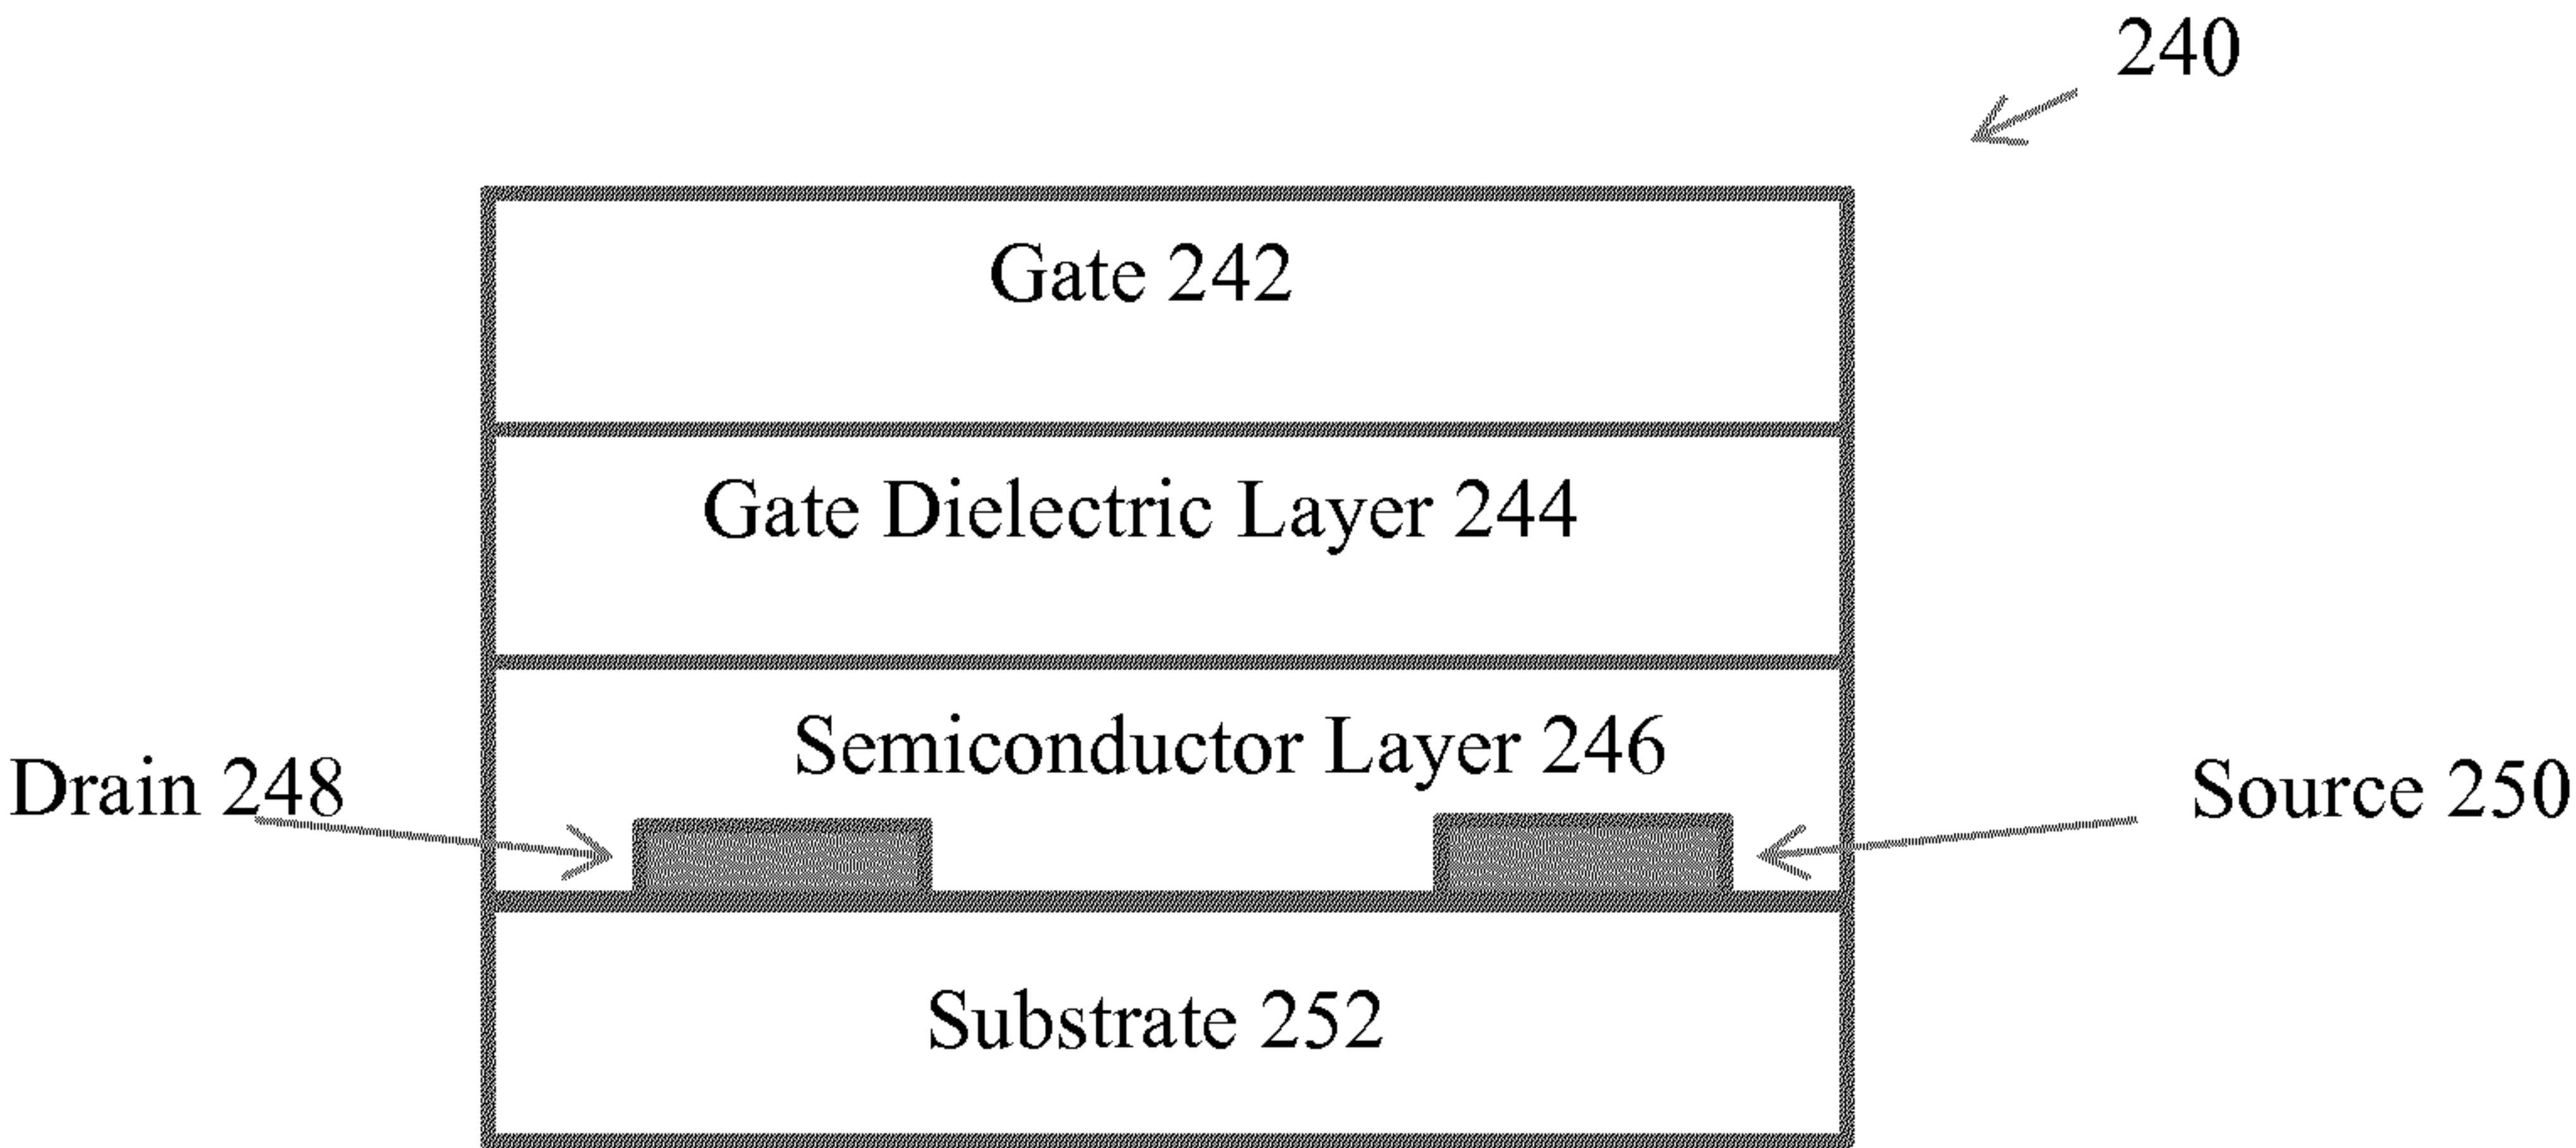 240
Gate 242
Gate Dielectric Layer 244
Semiconductor Layer 246
Drain 248
Source 250
Substrate 252